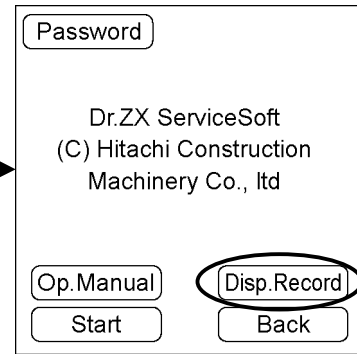 Password
Dr.ZX ServiceSoft
(C) Hitachi Construction
Machinery Co., ltd
Op.Manual Disp.Record
Start Back